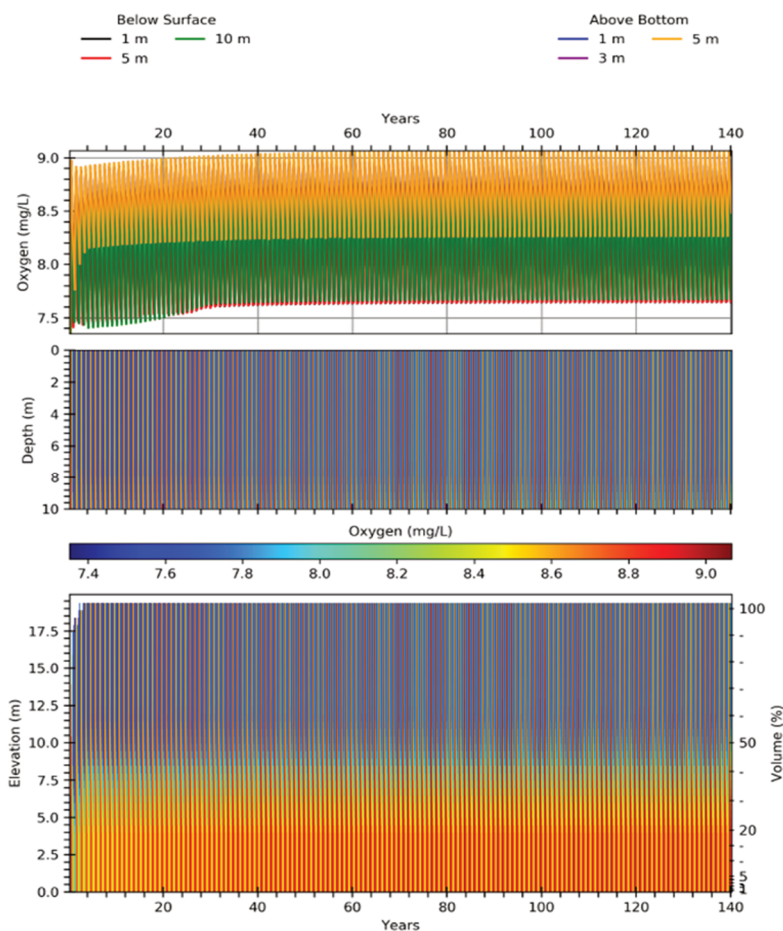 Below Surface
1 m 10 m
5 m
Above Bottom
1 m 5 m
3 m
Years
20 40 60 80 100 120 140
Oxygen (mg/L)
9.0
8.5
8.0
7.5
Depth (m)
0
2
4
6
8
10
Oxygen (mg/L)
7.4 7.6 7.8 8.0 8.2 8.4 8.6 8.8 9.0
Elevation (m)
17.5
15.0
12.5
10.0
7.5
5.0
2.5
0.0
100
-
-
-
-
50
-
20
-
-
5
1
Volume (%)
20 40 60 80 100 120 140
Years